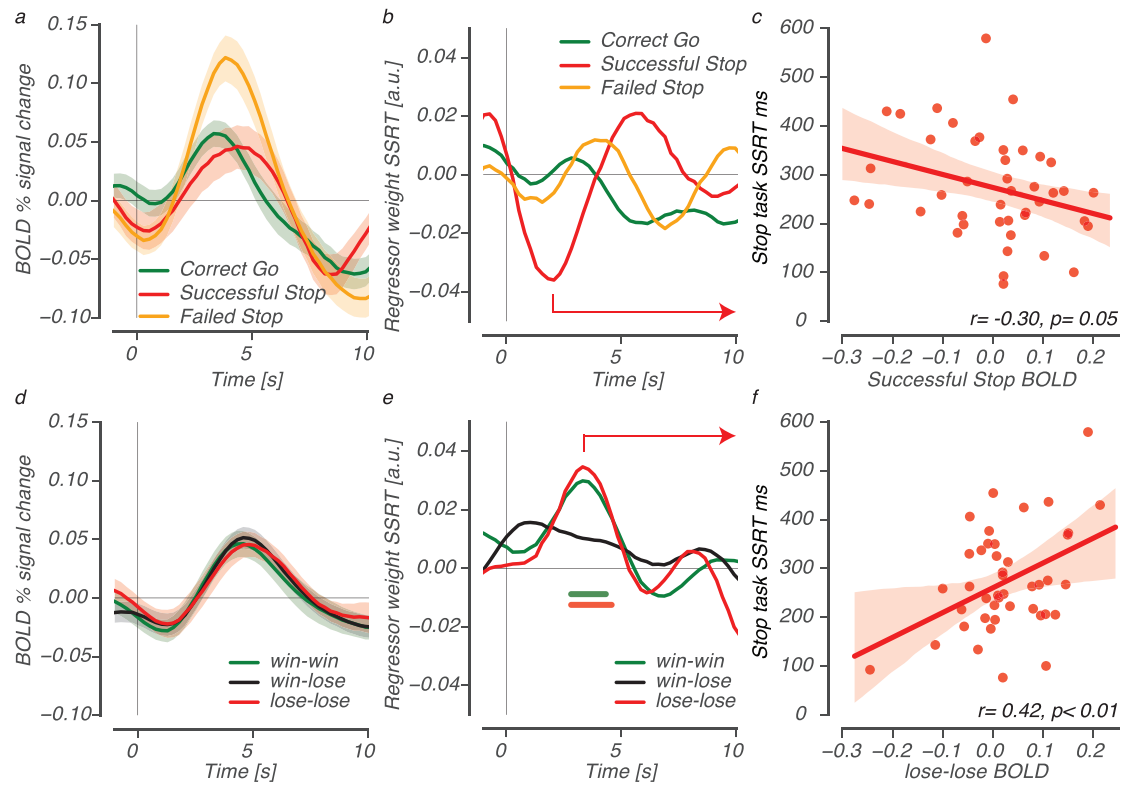 a
0.15
0.10
0.05
0.00
−0.05
−0.10
BOLD % signal change
Correct Go
Successful Stop
Failed Stop
0
5
10
Time [s]
b
0.04
0.02
0.00
−0.02
−0.04
Regressor weight SSRT [a.u.]
Correct Go
Successful Stop
Failed Stop
0
5
10
Time [s]
c
600
500
400
300
200
100
0
Stop task SSRT ms
r= -0.30, p= 0.05
−0.3
−0.2
−0.1
0.0
0.1
0.2
Successful Stop BOLD
d
0.15
0.10
0.05
0.00
−0.05
−0.10
BOLD % signal change
win-win
win-lose
lose-lose
0
5
10
Time [s]
e
0.04
0.02
0.00
−0.02
−0.04
Regressor weight SSRT [a.u.]
win-win
win-lose
lose-lose
0
5
10
Time [s]
f
600
500
400
300
200
100
0
Stop task SSRT ms
r= 0.42, p< 0.01
−0.3
−0.2
−0.1
0.0
0.1
0.2
lose-lose BOLD